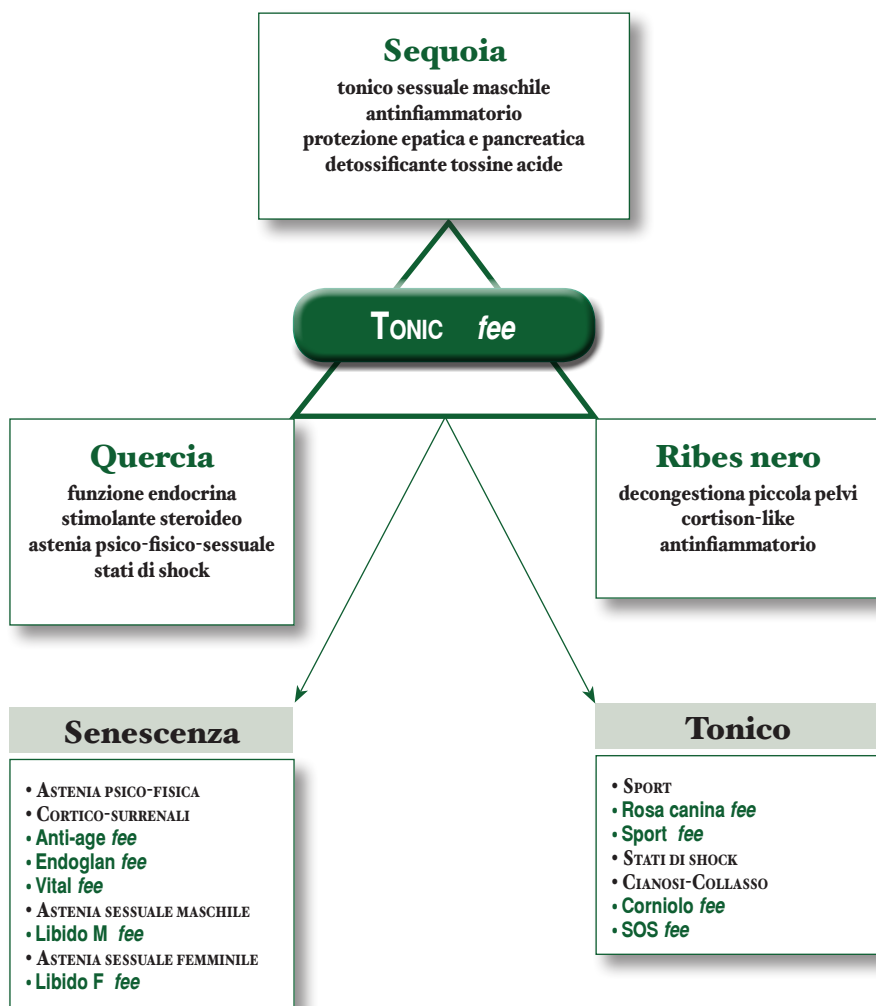 Sequoia
tonico sessuale maschile
antinfiammatorio
protezione epatica e pancreatica
detossificante tossine acide
Tonic fee
Quercia
funzione endocrina
stimolante steroideo
astenia psico-fisico-sessuale
stati di shock
Ribes nero
decongestiona piccola pelvi
cortison-like
antinfiammatorio
Senescenza
• Astenia psico-fisica
• Cortico-surrenali
• Anti-age fee
• Endoglan fee
• Vital fee
• Astenia sessuale maschile
• Libido M fee
• Astenia sessuale femminile
• Libido F fee
Tonico
• Sport
• Rosa canina fee
• Sport fee
• Stati di shock
• Cianosi-Collasso
• Corniolo fee
• SOS fee